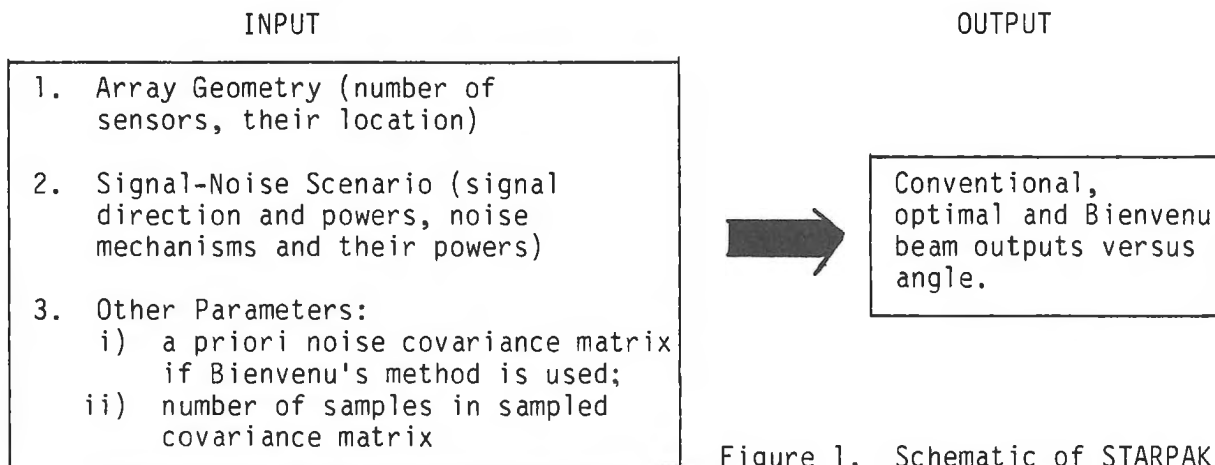 INPUT
1. Array Geometry (number of
sensors, their location)
2. Signal-Noise Scenario (signal
direction and powers, noise
mechanisms and their powers)
3. Other Parameters:
i) a priori noise covariance matrix
if Bienvenu's method is used;
ii) number of samples in sampled
covariance matrix
OUTPUT
Conventional,
optimal and Bienvenu
beam outputs versus
angle.
Figure 1. Schematic of STARPAK